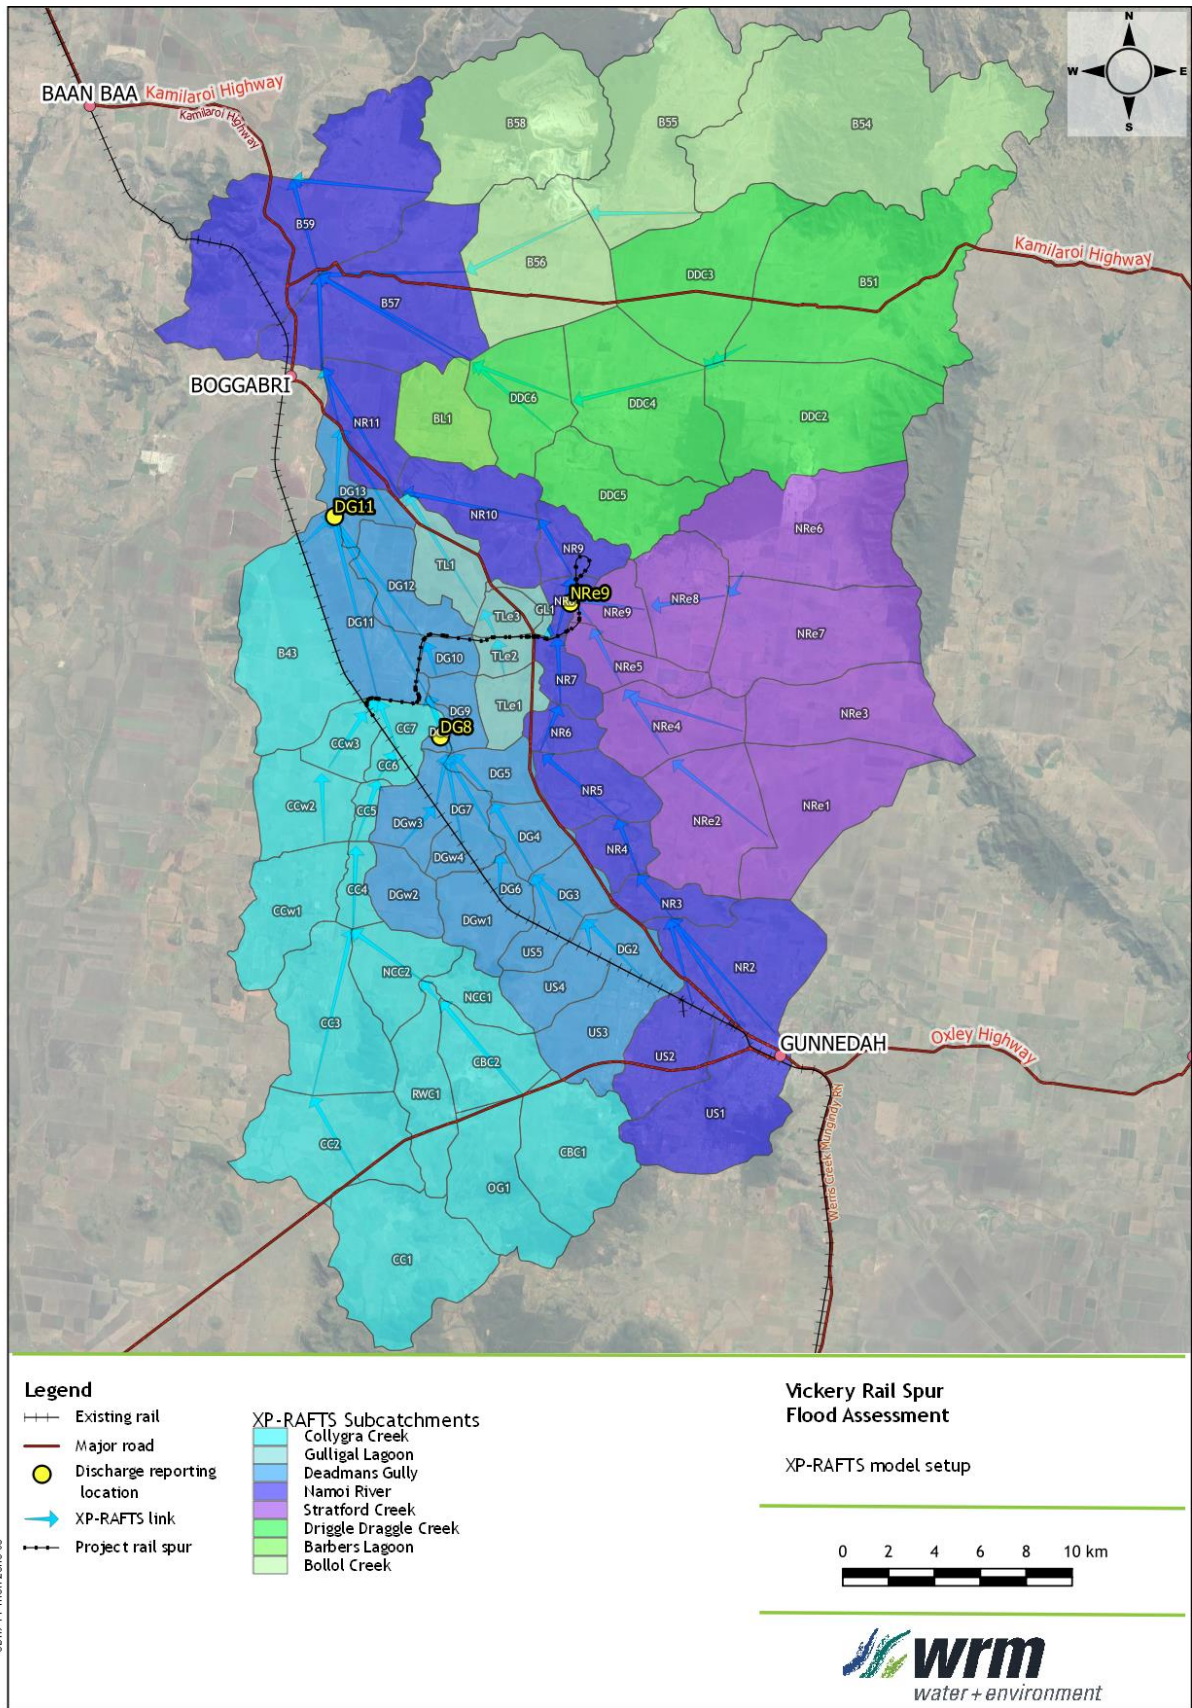 N
W E
S
BAAN BAA
Kamilaroi Highway
Kamilaroi Highway
B58
B55
B54
B59
Kamilaroi Highway
B56
DDC3
B51
B57
BOGGABRI
DDC6
DDC4
DDC2
BL1
NR11
DG13
DG11
DDC5
NR10
NRe6
NR9
TL1
DG12
NRe9
NRe8
TLe3
GL1
NRe9
DG11
NRe7
B43
DG10
TLe2
NRe5
NR7
TLe1
DG9
NRe3
CC7
DG8
NRe4
CCw3
NR6
CC6
DG5
NR5
CCw2
CC5
DG7
NRe1
DGw3
NRe2
DG4
NR4
DGw4
CC4
DGw2
DG6
DG3
NR3
CCw1
DGw1
DG2
US5
NR2
NCC2
US4
NCC1
CC3
US3
GUNNEDAH
Oxley Highway
US2
CBC2
RWC1
US1
CC2
CBC1
Werris Creek Mungindy Rly
OG1
CC1
Legend
Existing rail
Major road
Discharge reporting
location
XP-RAFTS link
Project rail spur
XP-RAFTS Subcatchments
Collygra Creek
Gulligal Lagoon
Deadmans Gully
Namoi River
Stratford Creek
Driggle Draggle Creek
Barbers Lagoon
Bollol Creek
Vickery Rail Spur
Flood Assessment
XP-RAFTS model setup
0 2 4 6 8 10 km
wrm
water + environment